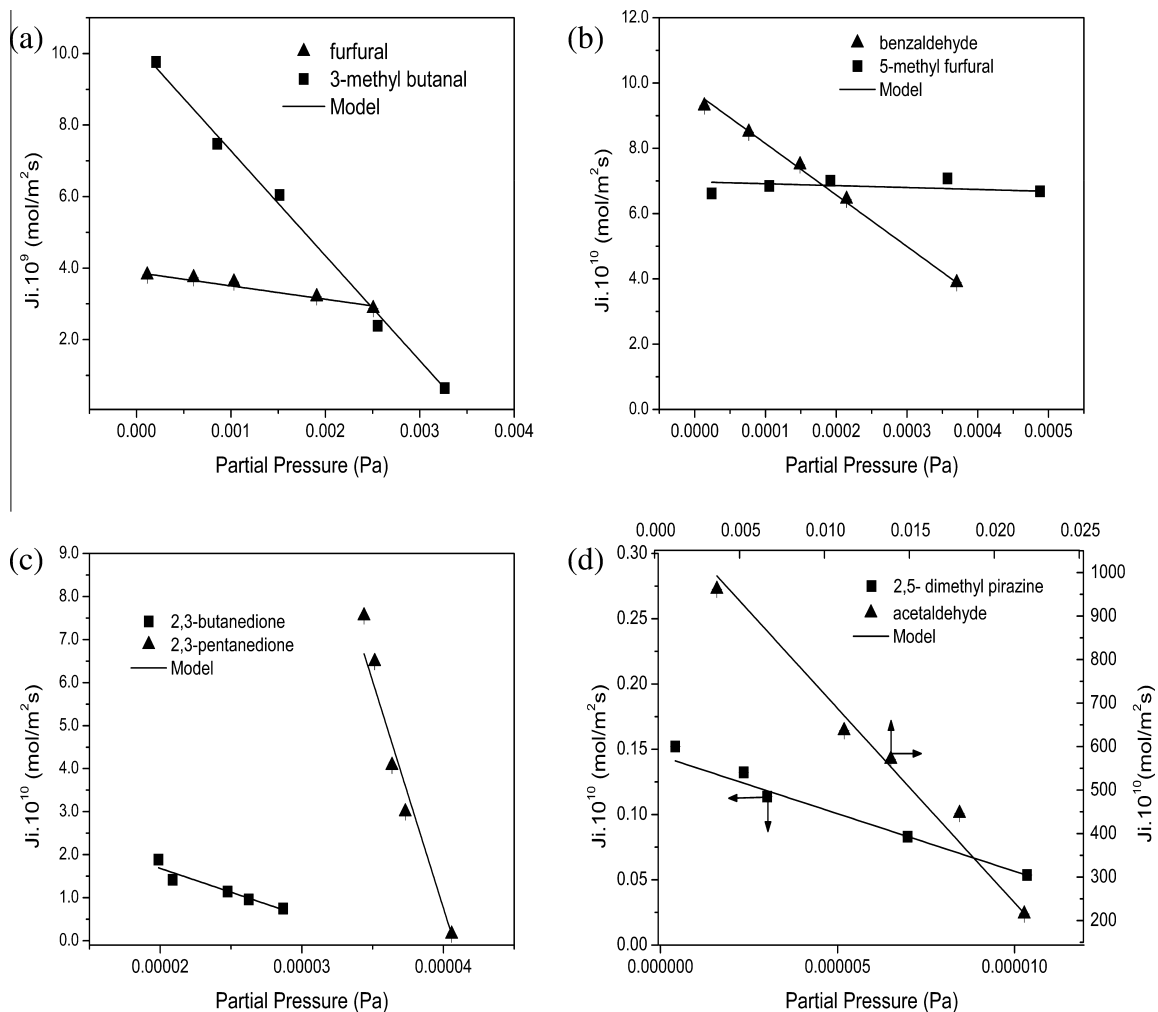 (a)
furfural
3-methyl butanal
Model
10.0
8.0
6.0
4.0
2.0
Ji.10⁹ (mol/m²s)
0.000 0.001 0.002 0.003 0.004
Partial Pressure (Pa)
(b)
benzaldehyde
5-methyl furfural
Model
12.0
10.0
8.0
6.0
4.0
2.0
0.0
Ji.10¹⁰ (mol/m²s)
0.0000 0.0001 0.0002 0.0003 0.0004 0.0005
Partial Pressure (Pa)
(c)
2,3-butanedione
2,3-pentanedione
Model
9.0
8.0
7.0
6.0
5.0
4.0
3.0
2.0
1.0
0.0
Ji.10¹⁰ (mol/m²s)
0.00002 0.00003 0.00004
Partial Pressure (Pa)
(d)
0.000 0.005 0.010 0.015 0.020 0.025
2,5- dimethyl pirazine
acetaldehyde
Model
0.30
0.25
0.20
0.15
0.10
0.05
0.00
Ji.10¹⁰ (mol/m²s)
1000
900
800
700
600
500
400
300
200
Ji.10¹⁰(mol/m²s)
0.000000 0.000005 0.000010
Partial Pressure (Pa)